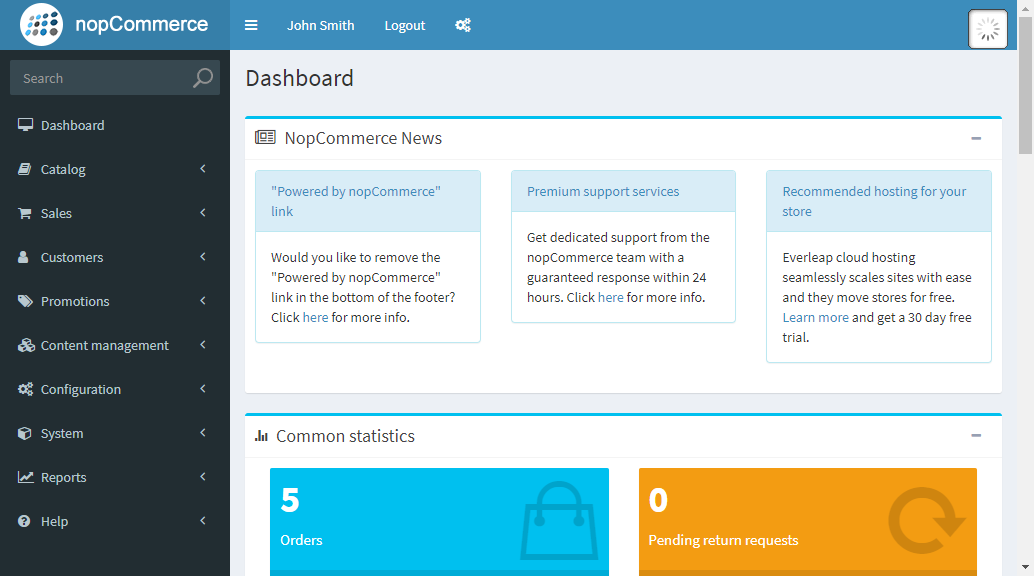 nopCommerce
John Smith
Logout
Search
Dashboard
Catalog
Sales
Customers
Promotions
Content management
Configuration
System
Reports
Help
Dashboard
NopCommerce News
"Powered by nopCommerce"
link
Would you like to remove the
"Powered by nopCommerce"
link in the bottom of the footer?
Click here for more info.
Premium support services
Get dedicated support from the
nopCommerce team with a
guaranteed response within 24
hours. Click here for more info.
Recommended hosting for your
store
Everleap cloud hosting
seamlessly scales sites with ease
and they move stores for free.
Learn more and get a 30 day free
trial.
Common statistics
5
Orders
0
Pending return requests